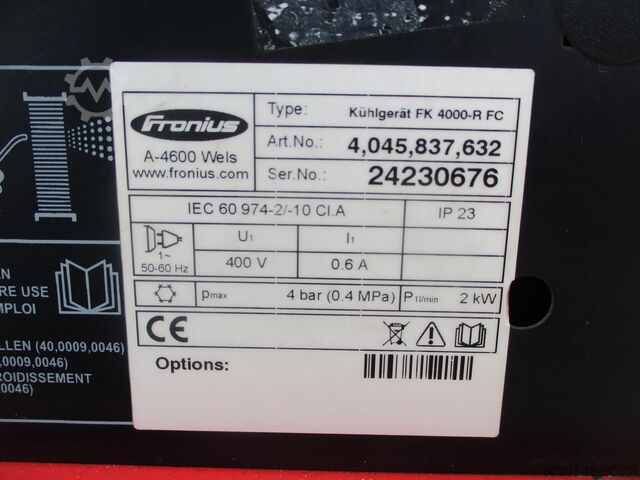 Fronius
A-4600 Wels
www.fronius.com
Type: Kühlgerät FK 4000-R FC
Art.No.: 4,045,837,632
Ser.No.: 24230676
IEC 60 974-2/-10 Cl.A IP 23
1~
50-60 Hz
U1 I1
400 V 0.6 A
pmax 4 bar (0.4 MPa) P1l/min 2 kW
CE
Options:
EN
RE USE
MPLOI
LLEN (40,0009,0046)
,0009,0046)
ROIDISSEMENT
0046)